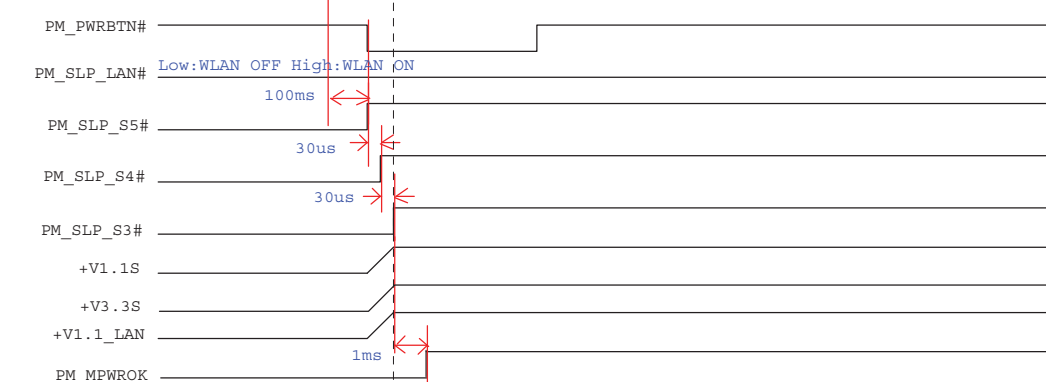 PM_PWRBTN#
Low:WLAN OFF High:WLAN ON
PM_SLP_LAN#
100ms
PM_SLP_S5#
30us
PM_SLP_S4#
30us
PM_SLP_S3#
+V1.1S
+V3.3S
+V1.1_LAN
1ms
PM_MPWROK